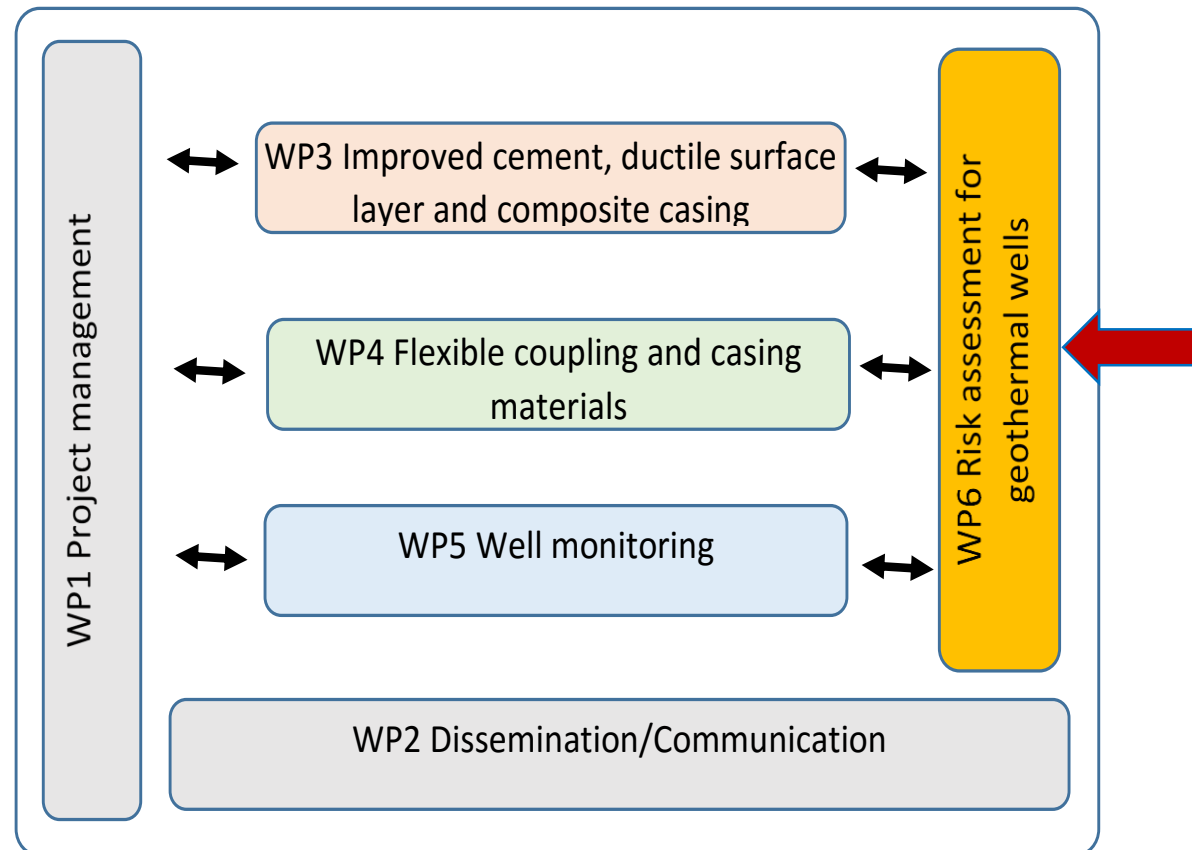 WP1 Project management
WP3 Improved cement, ductile surface
layer and composite casing
WP4 Flexible coupling and casing
materials
WP5 Well monitoring
WP6 Risk assessment for
geothermal wells
WP2 Dissemination/Communication